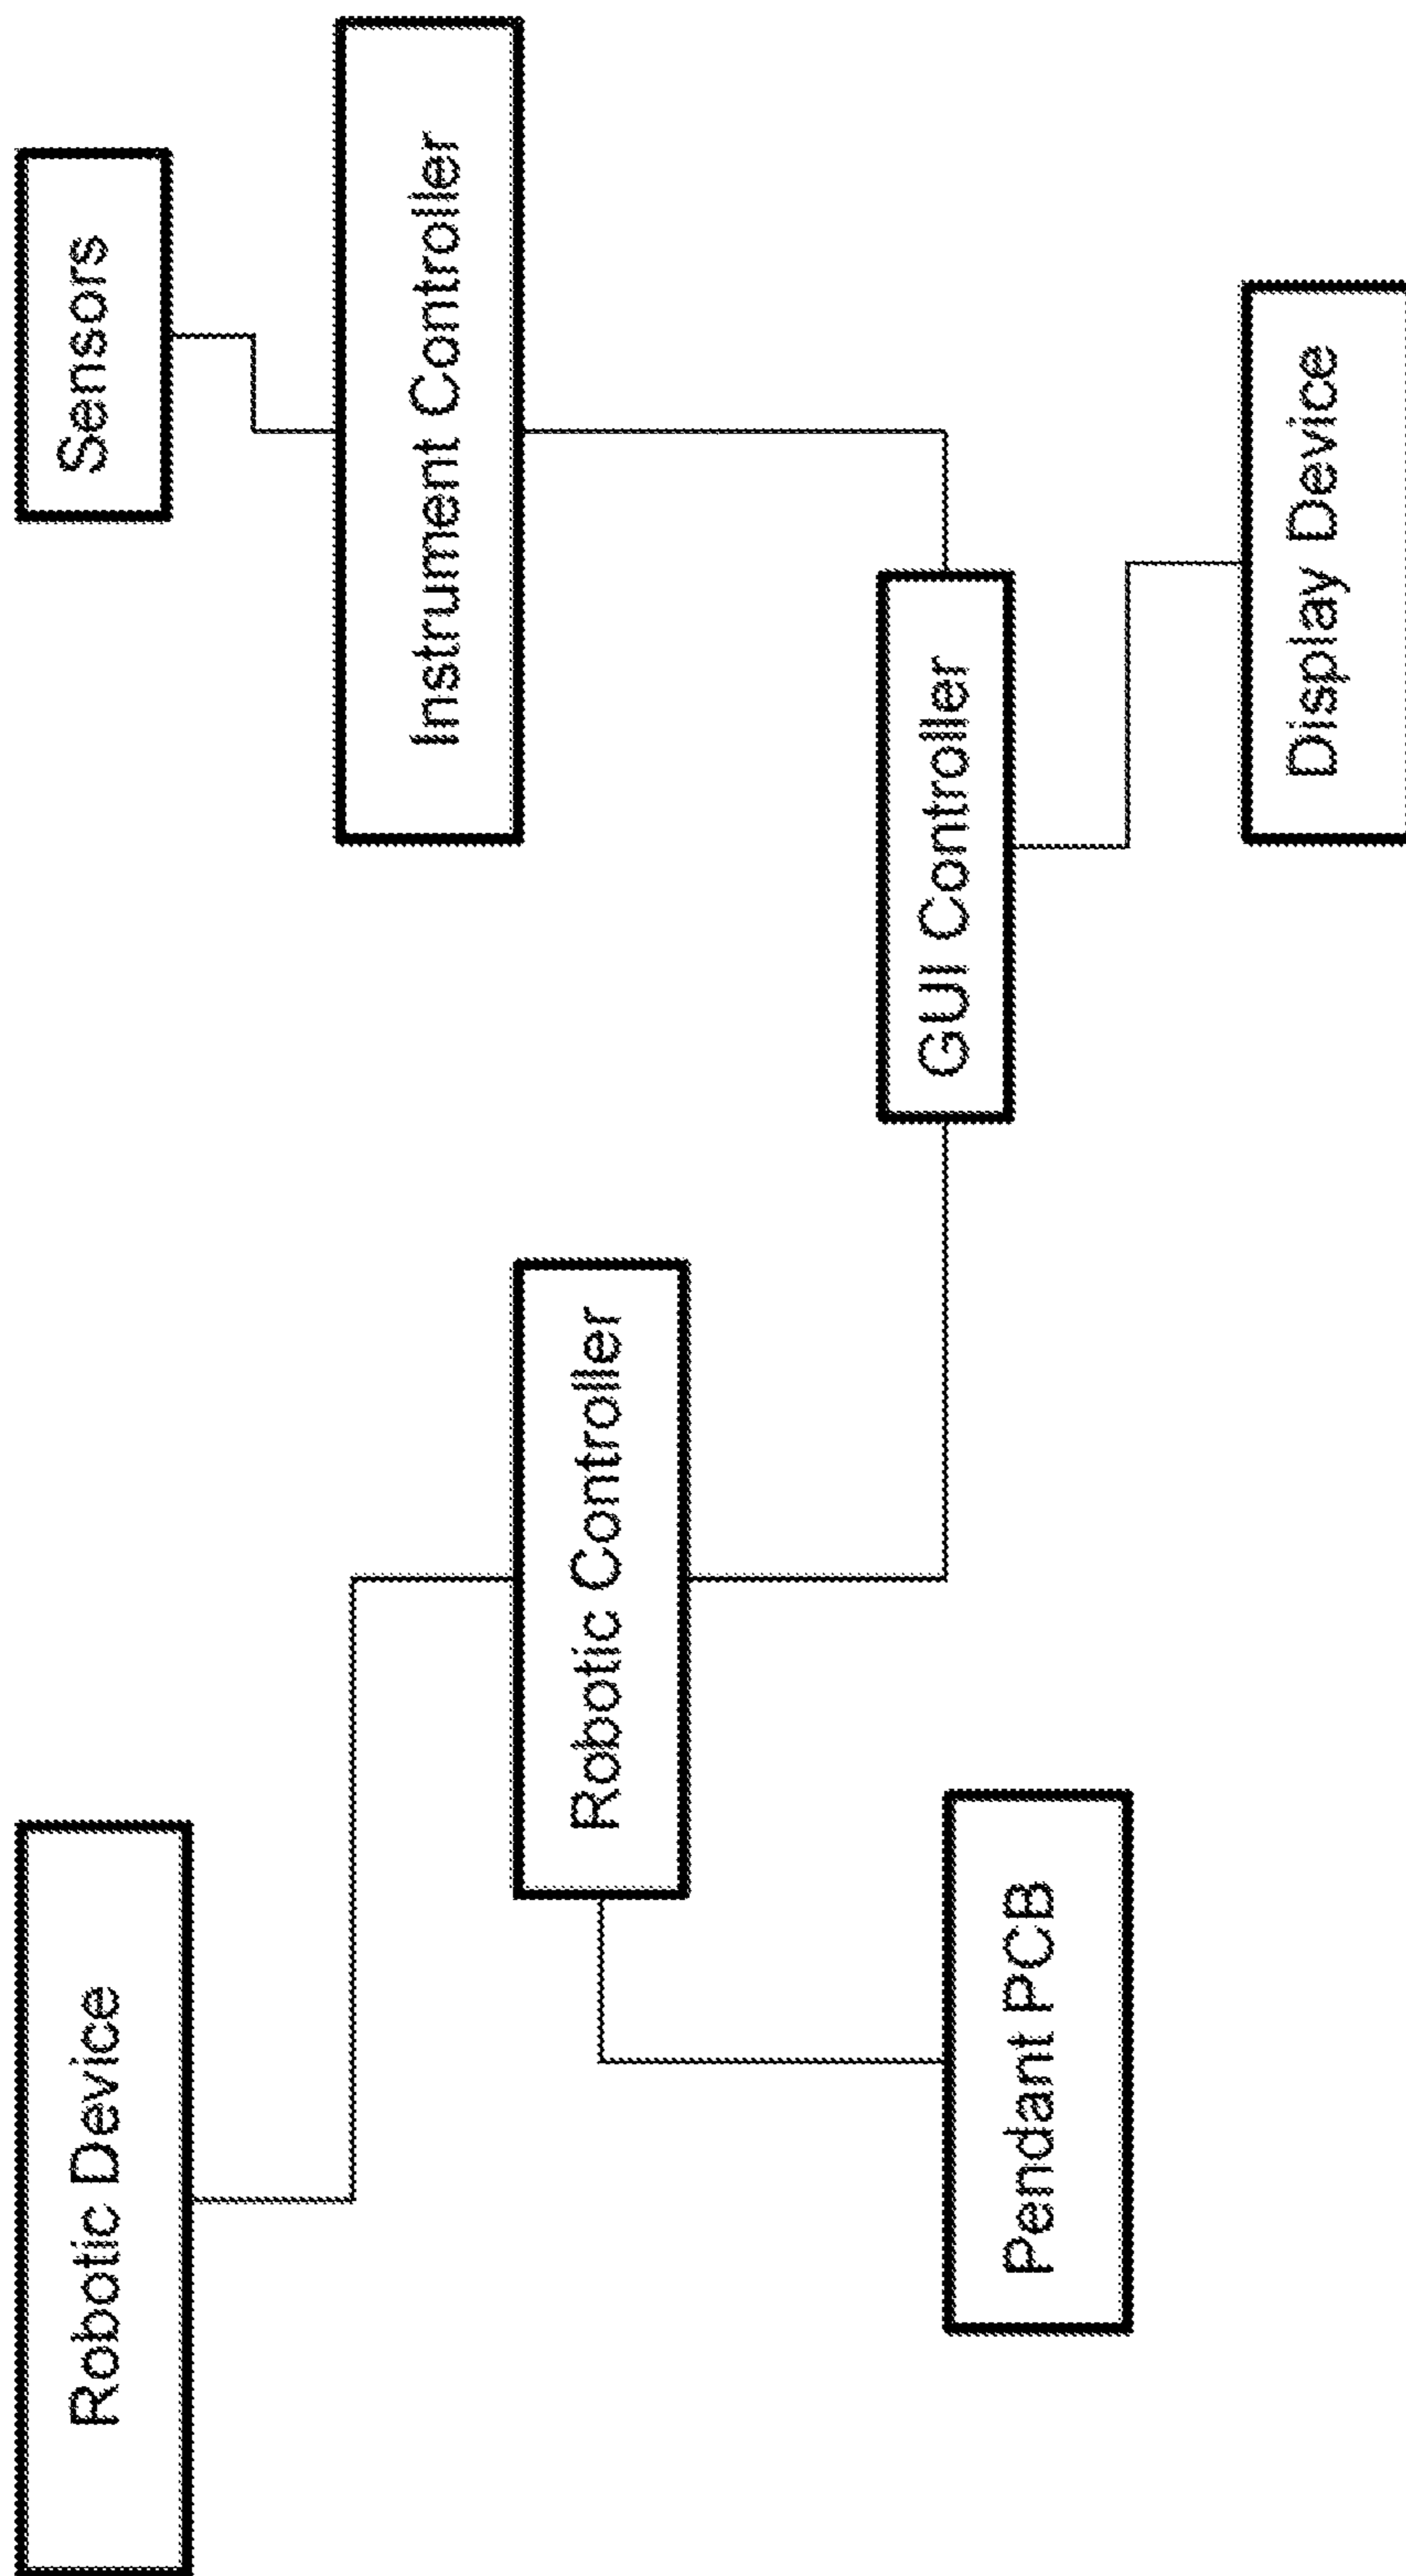 Robotic Device
Sensors
Instrument Controller
Robotic Controller
GUI Controller
Pendant PCB
Display Device